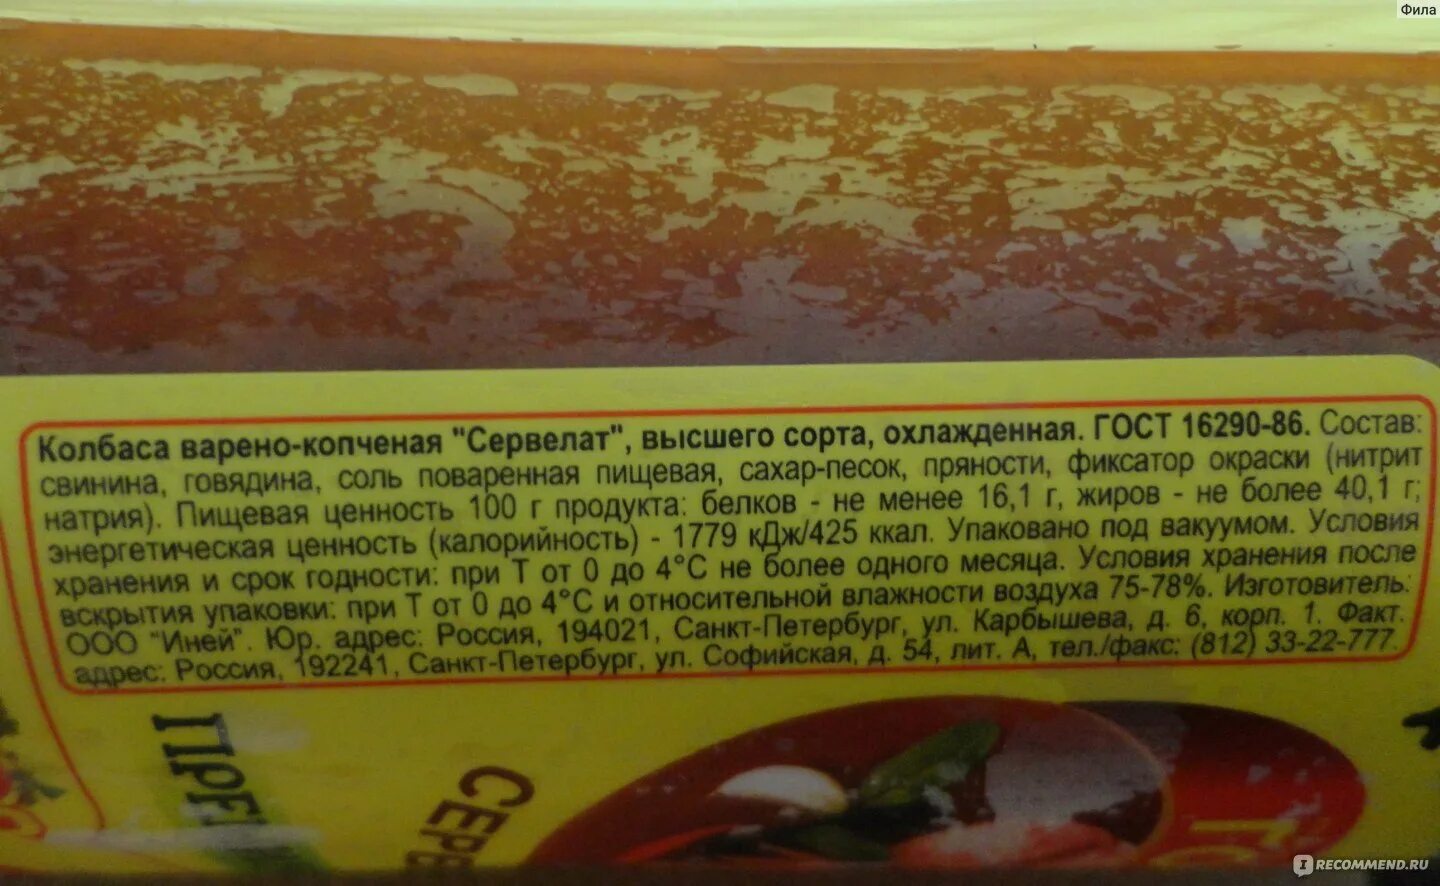 Фила
Колбаса варено-копченая "Сервелат", высшего сорта, охлажденная. ГОСТ 16290-86. Состав:
свинина, говядина, соль поваренная пищевая, сахар-песок, пряности, фиксатор окраски (нитрит
натрия). Пищевая ценность 100 г продукта: белков - не менее 16,1 г, жиров - не более 40,1 г;
энергетическая ценность (калорийность) - 1779 кДж/425 ккал. Упаковано под вакуумом. Условия
хранения и срок годности: при Т от 0 до 4°С не более одного месяца. Условия хранения после
вскрытия упаковки: при Т от 0 до 4°С и относительной влажности воздуха 75-78%. Изготовитель:
ООО "Иней". Юр. адрес: Россия, 194021, Санкт-Петербург, ул. Карбышева, д. 6, корп. 1. Факт.
адрес: Россия, 192241, Санкт-Петербург, ул. Софийская, д. 54, лит. А, тел./факс: (812) 33-22-777.
ПРЕ
СЕРВ
IRECOMMEND.RU